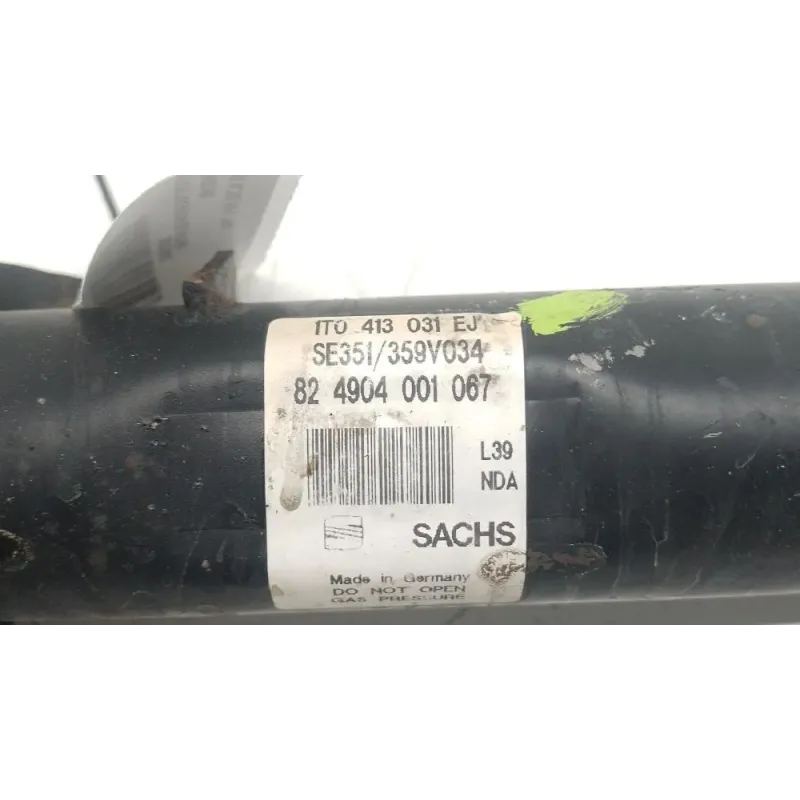 1T0 413 031 EJ
SE351/359V034
82 4904 001 067
L39
NDA
SACHS
Made in Germany
DO NOT OPEN
GAS PRESSURE